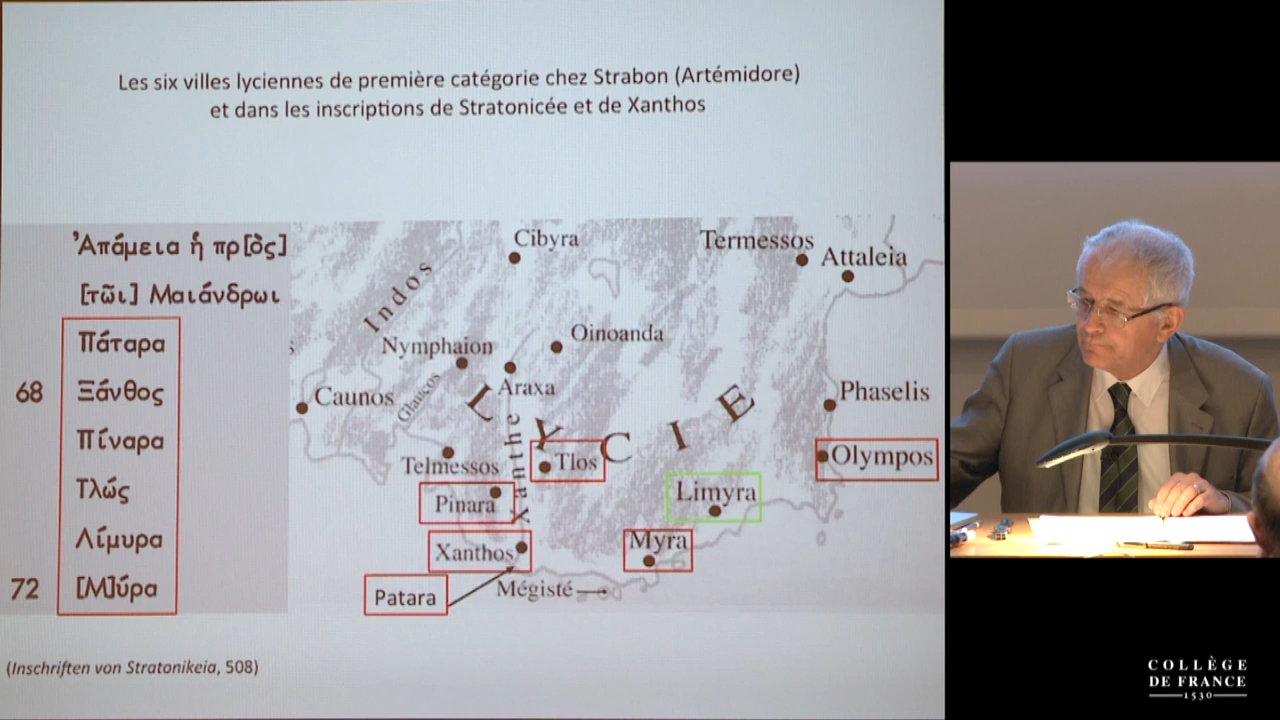 Les six villes lyciennes de première catégorie chez Strabon (Artémidore)
et dans les inscriptions de Stratonicée et de Xanthos
Ἀπάμεια ἡ πρ[ὸς]
[τῶι] Μαιάνδρωι
Πάταρα
68 Ξάνθος
Πίναρα
Τλώς
Λίμυρα
72 [Μ]ύρα
(Inschriften von Stratonikeia, 508)
Cibyra
Termessos
Attaleia
Indos
Oinoanda
Nymphaion
Araxa
Caunos
Glaucos
Phaselis
LYCIE
Xanthe
Telmessos
Tlos
Olympos
Pinara
Limyra
Xanthos
Myra
Patara
Mégisté
COLLÈGE
DE FRANCE
1530